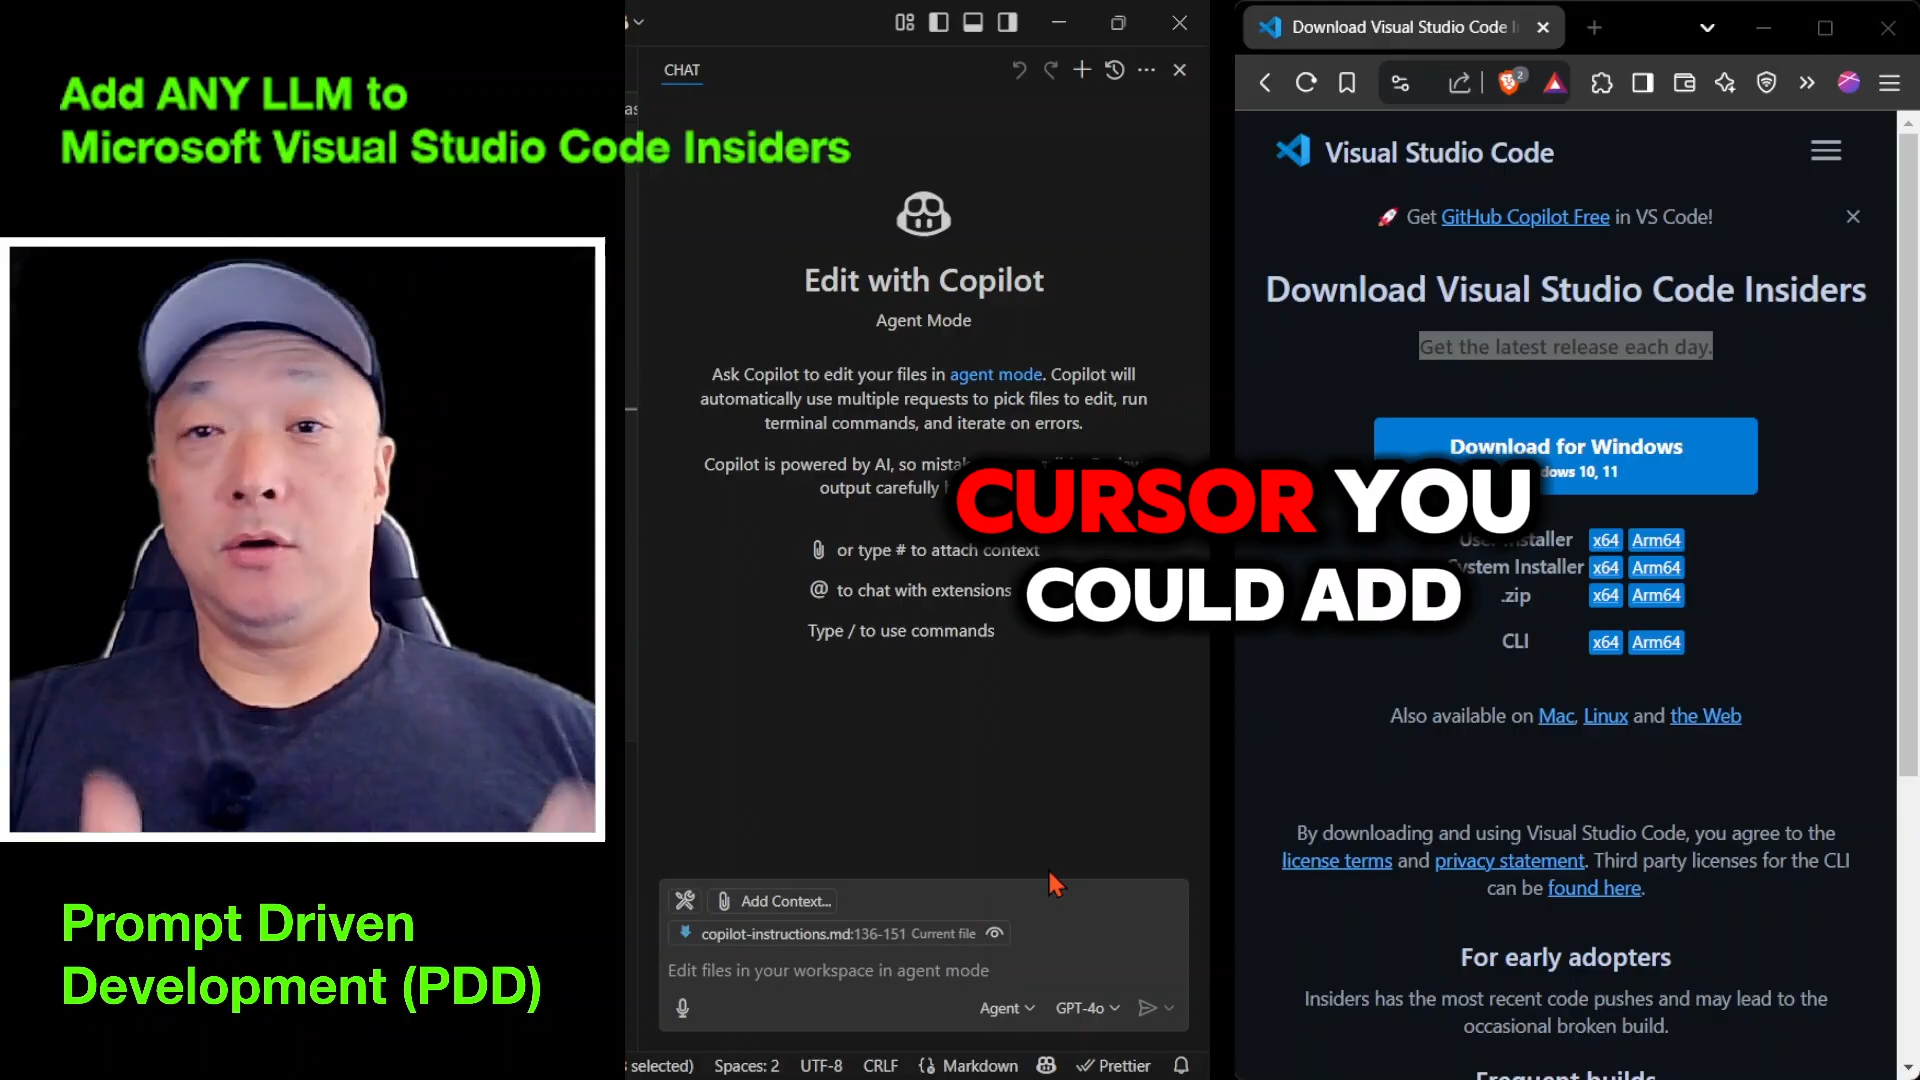 Add ANY LLM to
Microsoft Visual Studio Code Insiders
Prompt Driven
Development (PDD)
CHAT
Edit with Copilot
Agent Mode
Ask Copilot to edit your files in agent mode. Copilot will
automatically use multiple requests to pick files to edit, run
terminal commands, and iterate on errors.
Copilot is powered by AI, so
output carefully
or type # to attach context
@ to chat with extensions
Type / to use commands
Add Context...
copilot-instructions.md:136-151 Current file
Edit files in your workspace in agent mode
Agent GPT-4o
selected) Spaces: 2 UTF-8 CRLF Markdown Prettier
CURSOR YOU
COULD ADD
Download Visual Studio Code
2
Visual Studio Code
Get GitHub Copilot Free in VS Code!
Download Visual Studio Code Insiders
Get the latest release each day.
Download for Windows
10, 11
User Installer x64 Arm64
System Installer x64 Arm64
.zip x64 Arm64
CLI x64 Arm64
Also available on Mac, Linux and the Web
By downloading and using Visual Studio Code, you agree to the
license terms and privacy statement. Third party licenses for the CLI
can be found here.
For early adopters
Insiders has the most recent code pushes and may lead to the
occasional broken build.
Frequent builds